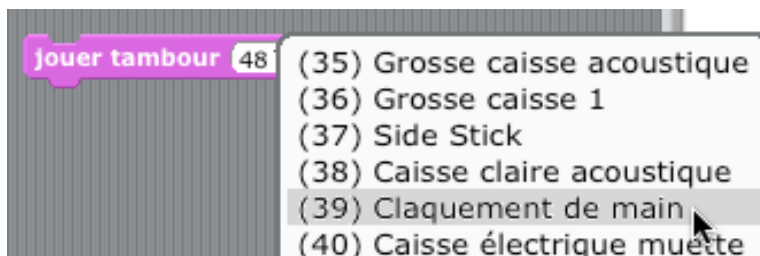 jouer tambour 48
(35) Grosse caisse acoustique
(36) Grosse caisse 1
(37) Side Stick
(38) Caisse claire acoustique
(39) Claquement de main
(40) Caisse électrique muette